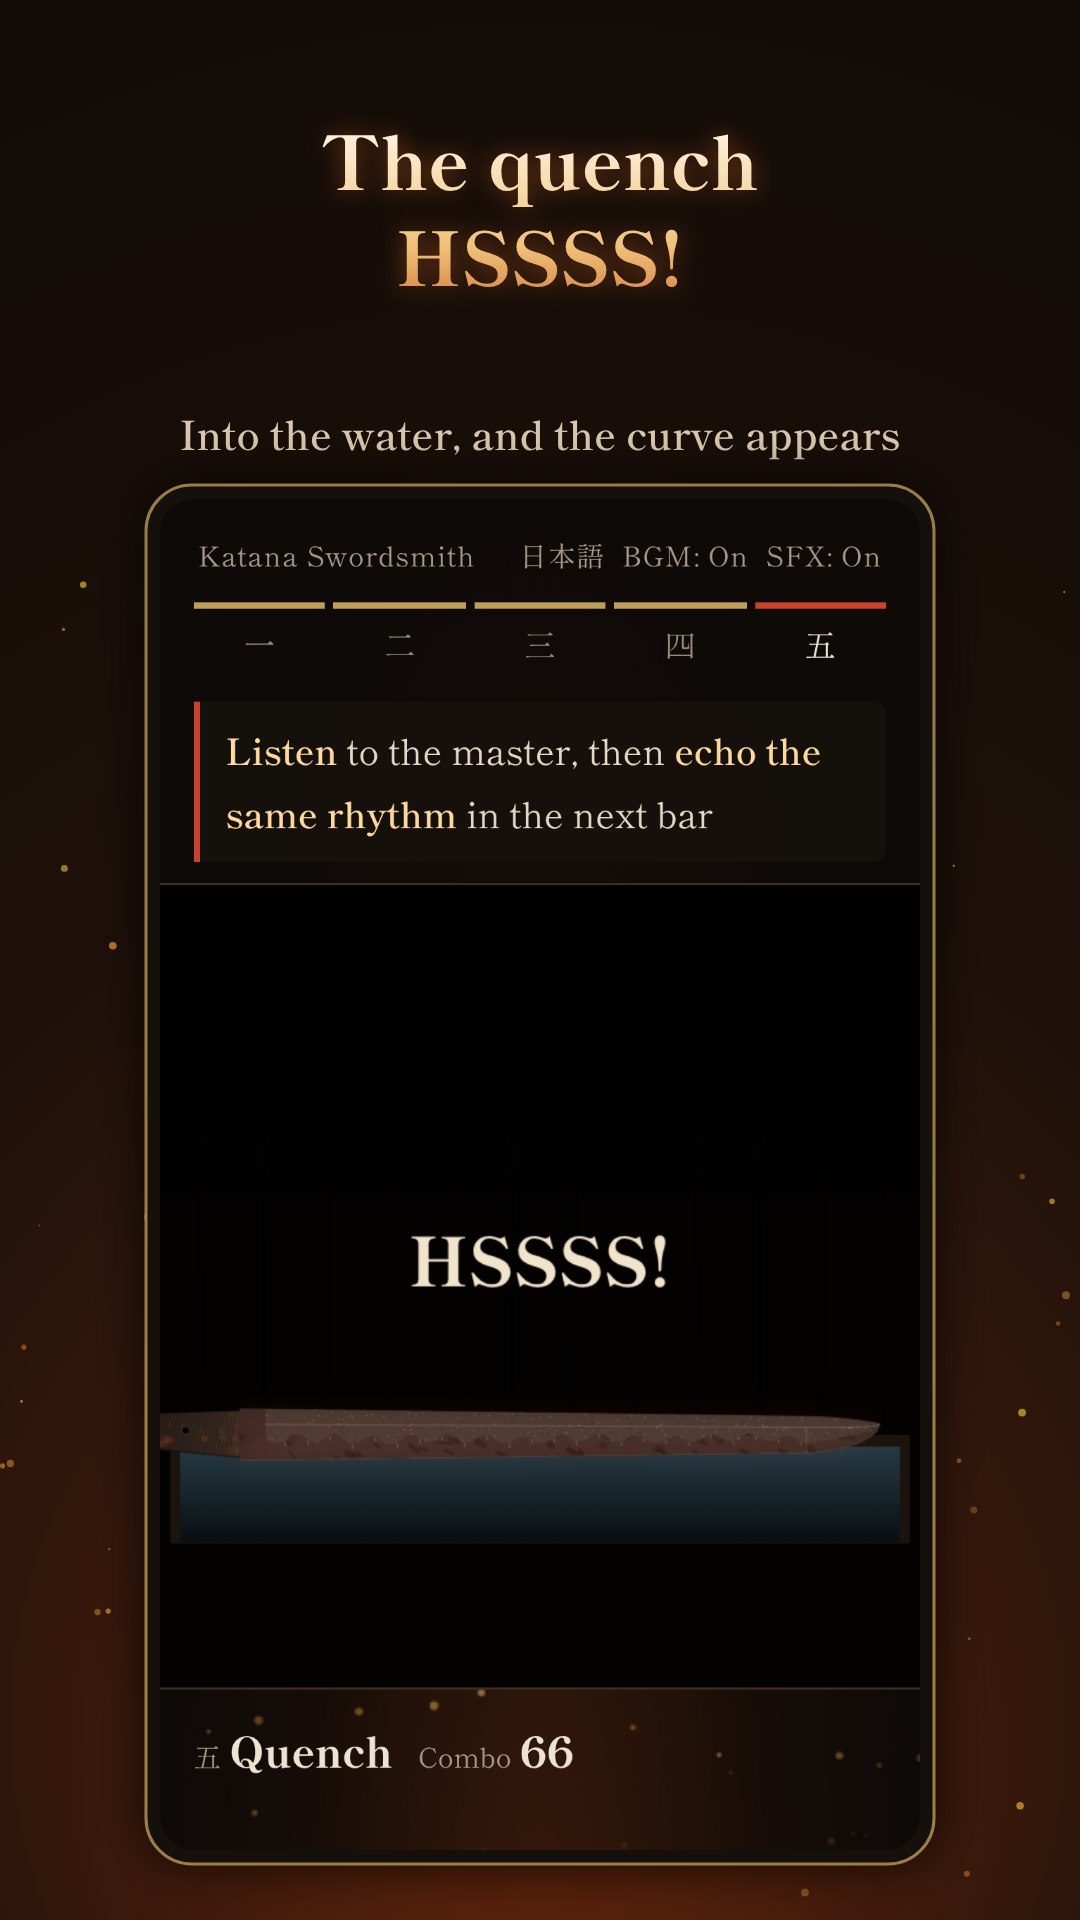 The quench
HSSSS!
Into the water, and the curve appears
Katana Swordsmith 日本語 BGM: On SFX: On
一 二 三 四 五
Listen to the master, then echo the
same rhythm in the next bar
HSSSS!
五 Quench Combo 66